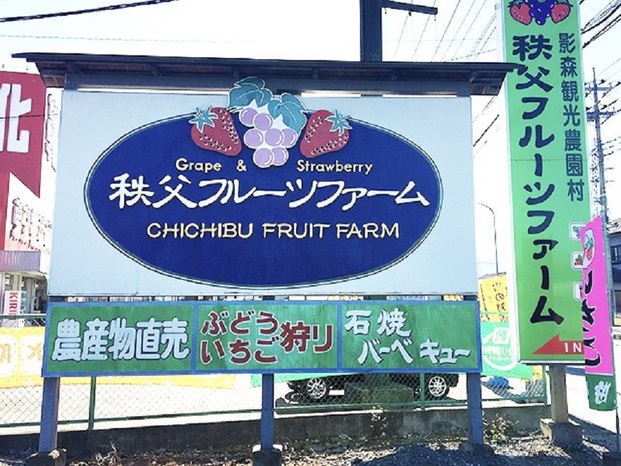 Grape & Strawberry
秩父フルーツファーム
CHICHIBU FRUIT FARM
農産物直売
ぶどう
いちご狩り
石焼
バーベキュー
影森観光農園村
秩父フルーツファーム
IN
北
KIRIN